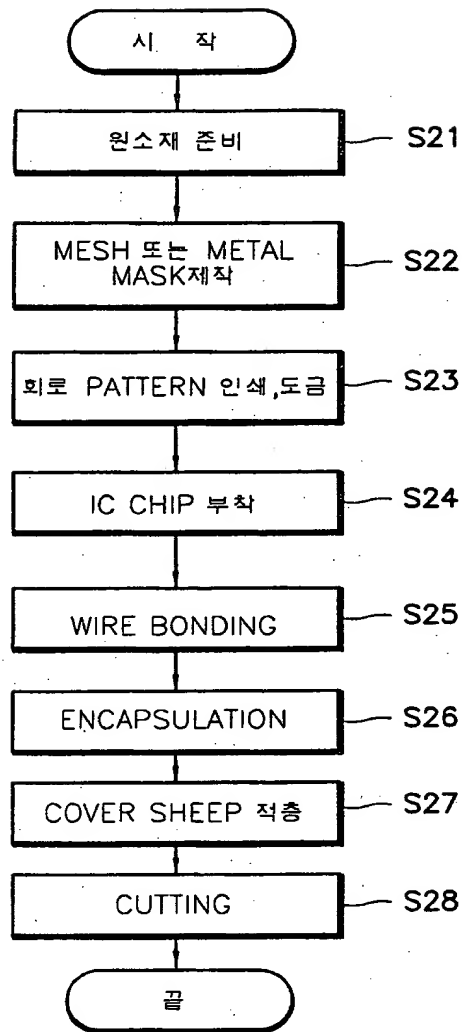 시 작
원소재 준비
S21
MESH 또는 METAL
MASK제작
S22
회로 PATTERN 인쇄,도금
S23
IC CHIP 부착
S24
WIRE BONDING
S25
ENCAPSULATION
S26
COVER SHEEP 적층
S27
CUTTING
S28
끝